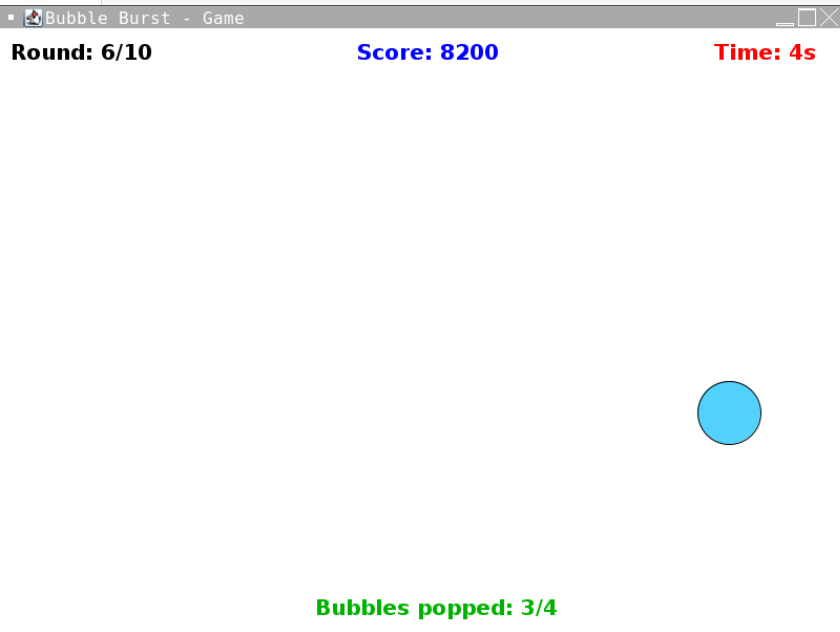 Bubble Burst - Game
Round: 6/10 Score: 8200 Time: 4s
Bubbles popped: 3/4